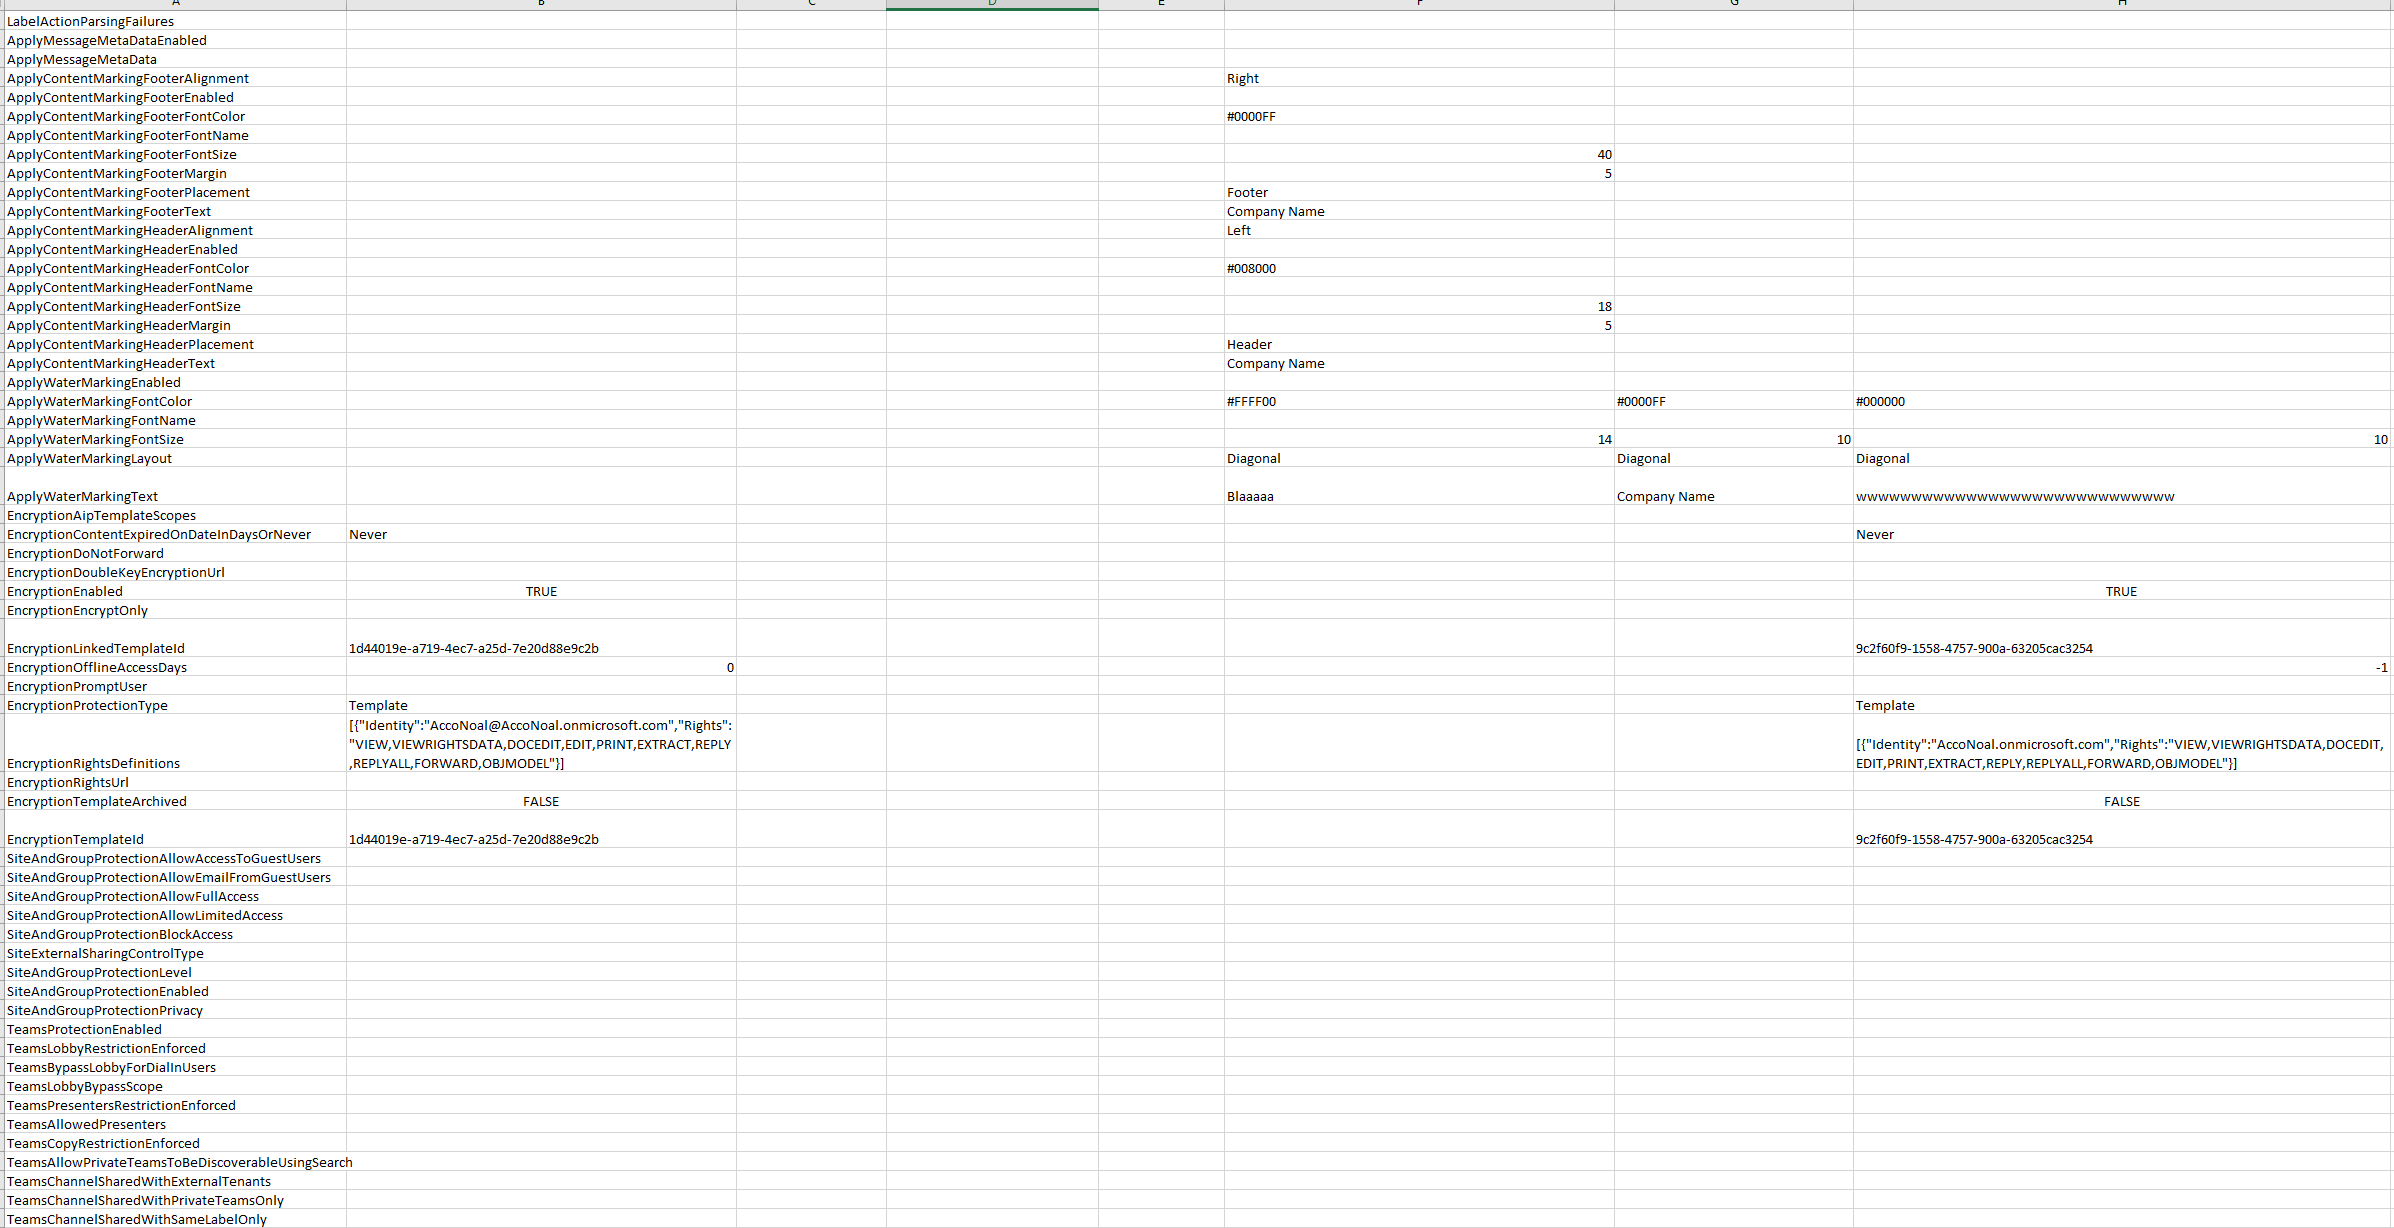 A B C D E F G H
LabelActionParsingFailures
ApplyMessageMetaDataEnabled
ApplyMessageMetaData
ApplyContentMarkingFooterAlignment Right
ApplyContentMarkingFooterEnabled
ApplyContentMarkingFooterFontColor #0000FF
ApplyContentMarkingFooterFontName
ApplyContentMarkingFooterFontSize 40
ApplyContentMarkingFooterMargin 5
ApplyContentMarkingFooterPlacement Footer
ApplyContentMarkingFooterText Company Name
ApplyContentMarkingHeaderAlignment Left
ApplyContentMarkingHeaderEnabled
ApplyContentMarkingHeaderFontColor #008000
ApplyContentMarkingHeaderFontName
ApplyContentMarkingHeaderFontSize 18
ApplyContentMarkingHeaderMargin 5
ApplyContentMarkingHeaderPlacement Header
ApplyContentMarkingHeaderText Company Name
ApplyWaterMarkingEnabled
ApplyWaterMarkingFontColor #FFFF00 #0000FF #000000
ApplyWaterMarkingFontName
ApplyWaterMarkingFontSize 14 10 10
ApplyWaterMarkingLayout Diagonal Diagonal Diagonal
ApplyWaterMarkingText Blaaaaa Company Name wwwwwwwwwwwwwwwwwwwwwwwwwwwww
EncryptionAipTemplateScopes
EncryptionContentExpiredOnDateInDaysOrNever Never Never
EncryptionDoNotForward
EncryptionDoubleKeyEncryptionUrl
EncryptionEnabled TRUE TRUE
EncryptionEncryptOnly
EncryptionLinkedTemplateId 1d44019e-a719-4ec7-a25d-7e20d88e9c2b 9c2f60f9-1558-4757-900a-63205cac3254
EncryptionOfflineAccessDays 0 -1
EncryptionPromptUser
EncryptionProtectionType Template Template
[{"Identity":"AccoNoal@AccoNoal.onmicrosoft.com","Rights":
"VIEW,VIEWRIGHTSDATA,DOCEDIT,EDIT,PRINT,EXTRACT,REPLY [{"Identity":"AccoNoal.onmicrosoft.com","Rights":"VIEW,VIEWRIGHTSDATA,DOCEDIT,
EncryptionRightsDefinitions ,REPLYALL,FORWARD,OBJMODEL"}] EDIT,PRINT,EXTRACT,REPLY,REPLYALL,FORWARD,OBJMODEL"}]
EncryptionRightsUrl
EncryptionTemplateArchived FALSE FALSE
EncryptionTemplateId 1d44019e-a719-4ec7-a25d-7e20d88e9c2b 9c2f60f9-1558-4757-900a-63205cac3254
SiteAndGroupProtectionAllowAccessToGuestUsers
SiteAndGroupProtectionAllowEmailFromGuestUsers
SiteAndGroupProtectionAllowFullAccess
SiteAndGroupProtectionAllowLimitedAccess
SiteAndGroupProtectionBlockAccess
SiteExternalSharingControlType
SiteAndGroupProtectionLevel
SiteAndGroupProtectionEnabled
SiteAndGroupProtectionPrivacy
TeamsProtectionEnabled
TeamsLobbyRestrictionEnforced
TeamsBypassLobbyForDialInUsers
TeamsLobbyBypassScope
TeamsPresentersRestrictionEnforced
TeamsAllowedPresenters
TeamsCopyRestrictionEnforced
TeamsAllowPrivateTeamsToBeDiscoverableUsingSearch
TeamsChannelSharedWithExternalTenants
TeamsChannelSharedWithPrivateTeamsOnly
TeamsChannelSharedWithSameLabelOnly